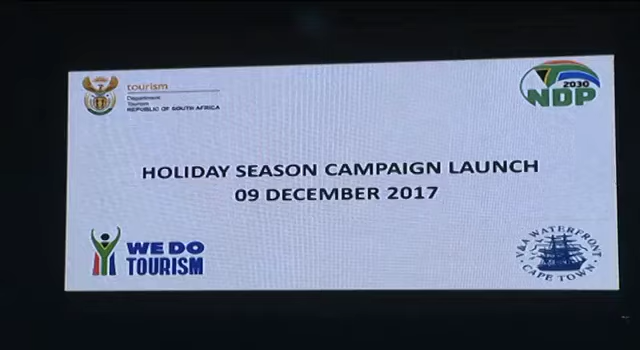 tourism
Department:
Tourism
REPUBLIC OF SOUTH AFRICA
2030
NDP
HOLIDAY SEASON CAMPAIGN LAUNCH
09 DECEMBER 2017
WE DO
TOURISM
V&A WATERFRONT
CAPE TOWN